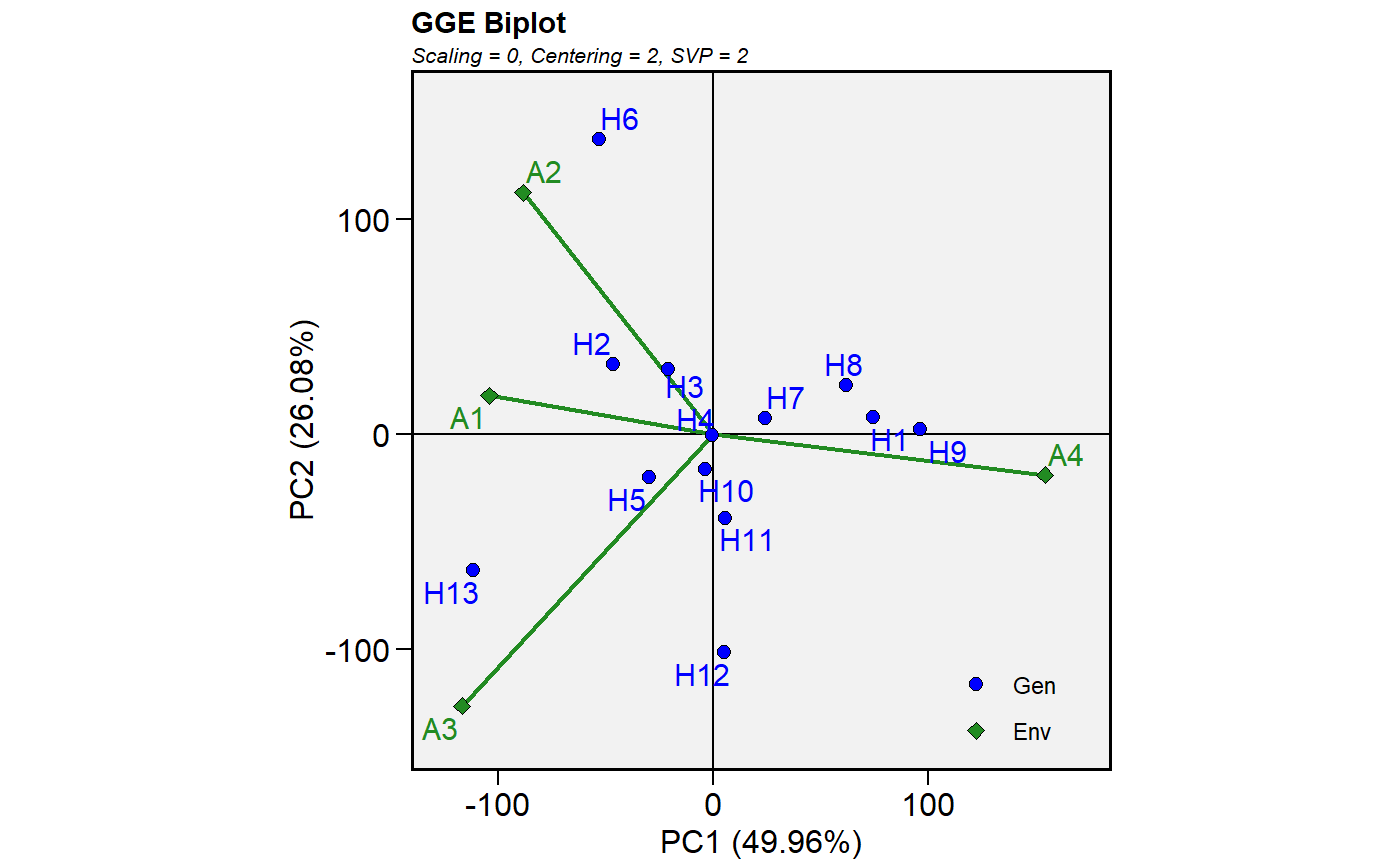 GGE Biplot
Scaling = 0, Centering = 2, SVP = 2
H6
A2
100
H2
H8
H3
H7
A1
H4
0
H1
H9
A4
PC2 (26.08%)
H5
H10
H11
H13
-100
H12
Gen
A3
Env
-100
0
100
PC1 (49.96%)